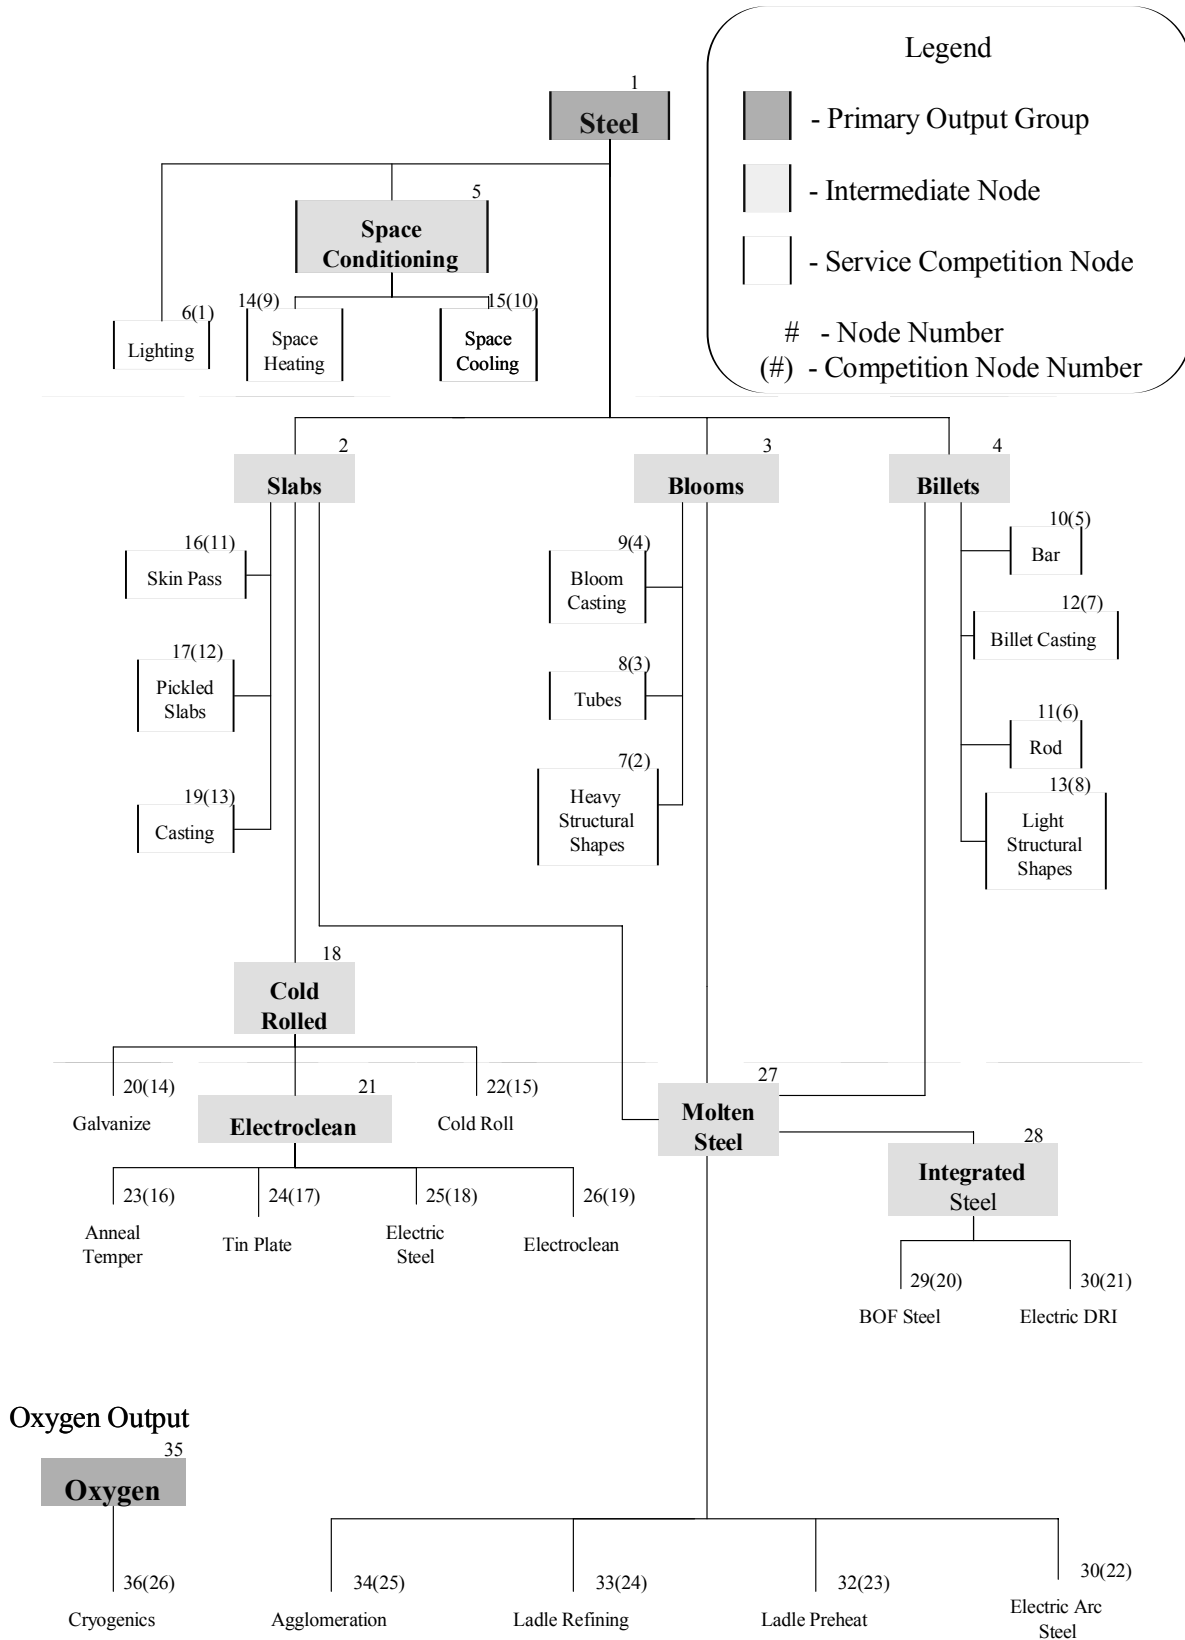 Legend
- Primary Output Group
- Intermediate Node
- Service Competition Node
# - Node Number
(#) - Competition Node Number
1
Steel
5
Space
Conditioning
6(1)
Lighting
14(9)
Space
Heating
15(10)
Space
Cooling
2
Slabs
3
Blooms
4
Billets
16(11)
Skin Pass
17(12)
Pickled
Slabs
19(13)
Casting
9(4)
Bloom
Casting
8(3)
Tubes
7(2)
Heavy
Structural
Shapes
10(5)
Bar
12(7)
Billet Casting
11(6)
Rod
13(8)
Light
Structural
Shapes
18
Cold
Rolled
20(14)
Galvanize
21
Electroclean
22(15)
Cold Roll
27
Molten
Steel
28
Integrated
Steel
23(16)
Anneal
Temper
24(17)
Tin Plate
25(18)
Electric
Steel
26(19)
Electroclean
29(20)
BOF Steel
30(21)
Electric DRI
Oxygen Output
35
Oxygen
36(26)
Cryogenics
34(25)
Agglomeration
33(24)
Ladle Refining
32(23)
Ladle Preheat
30(22)
Electric Arc
Steel